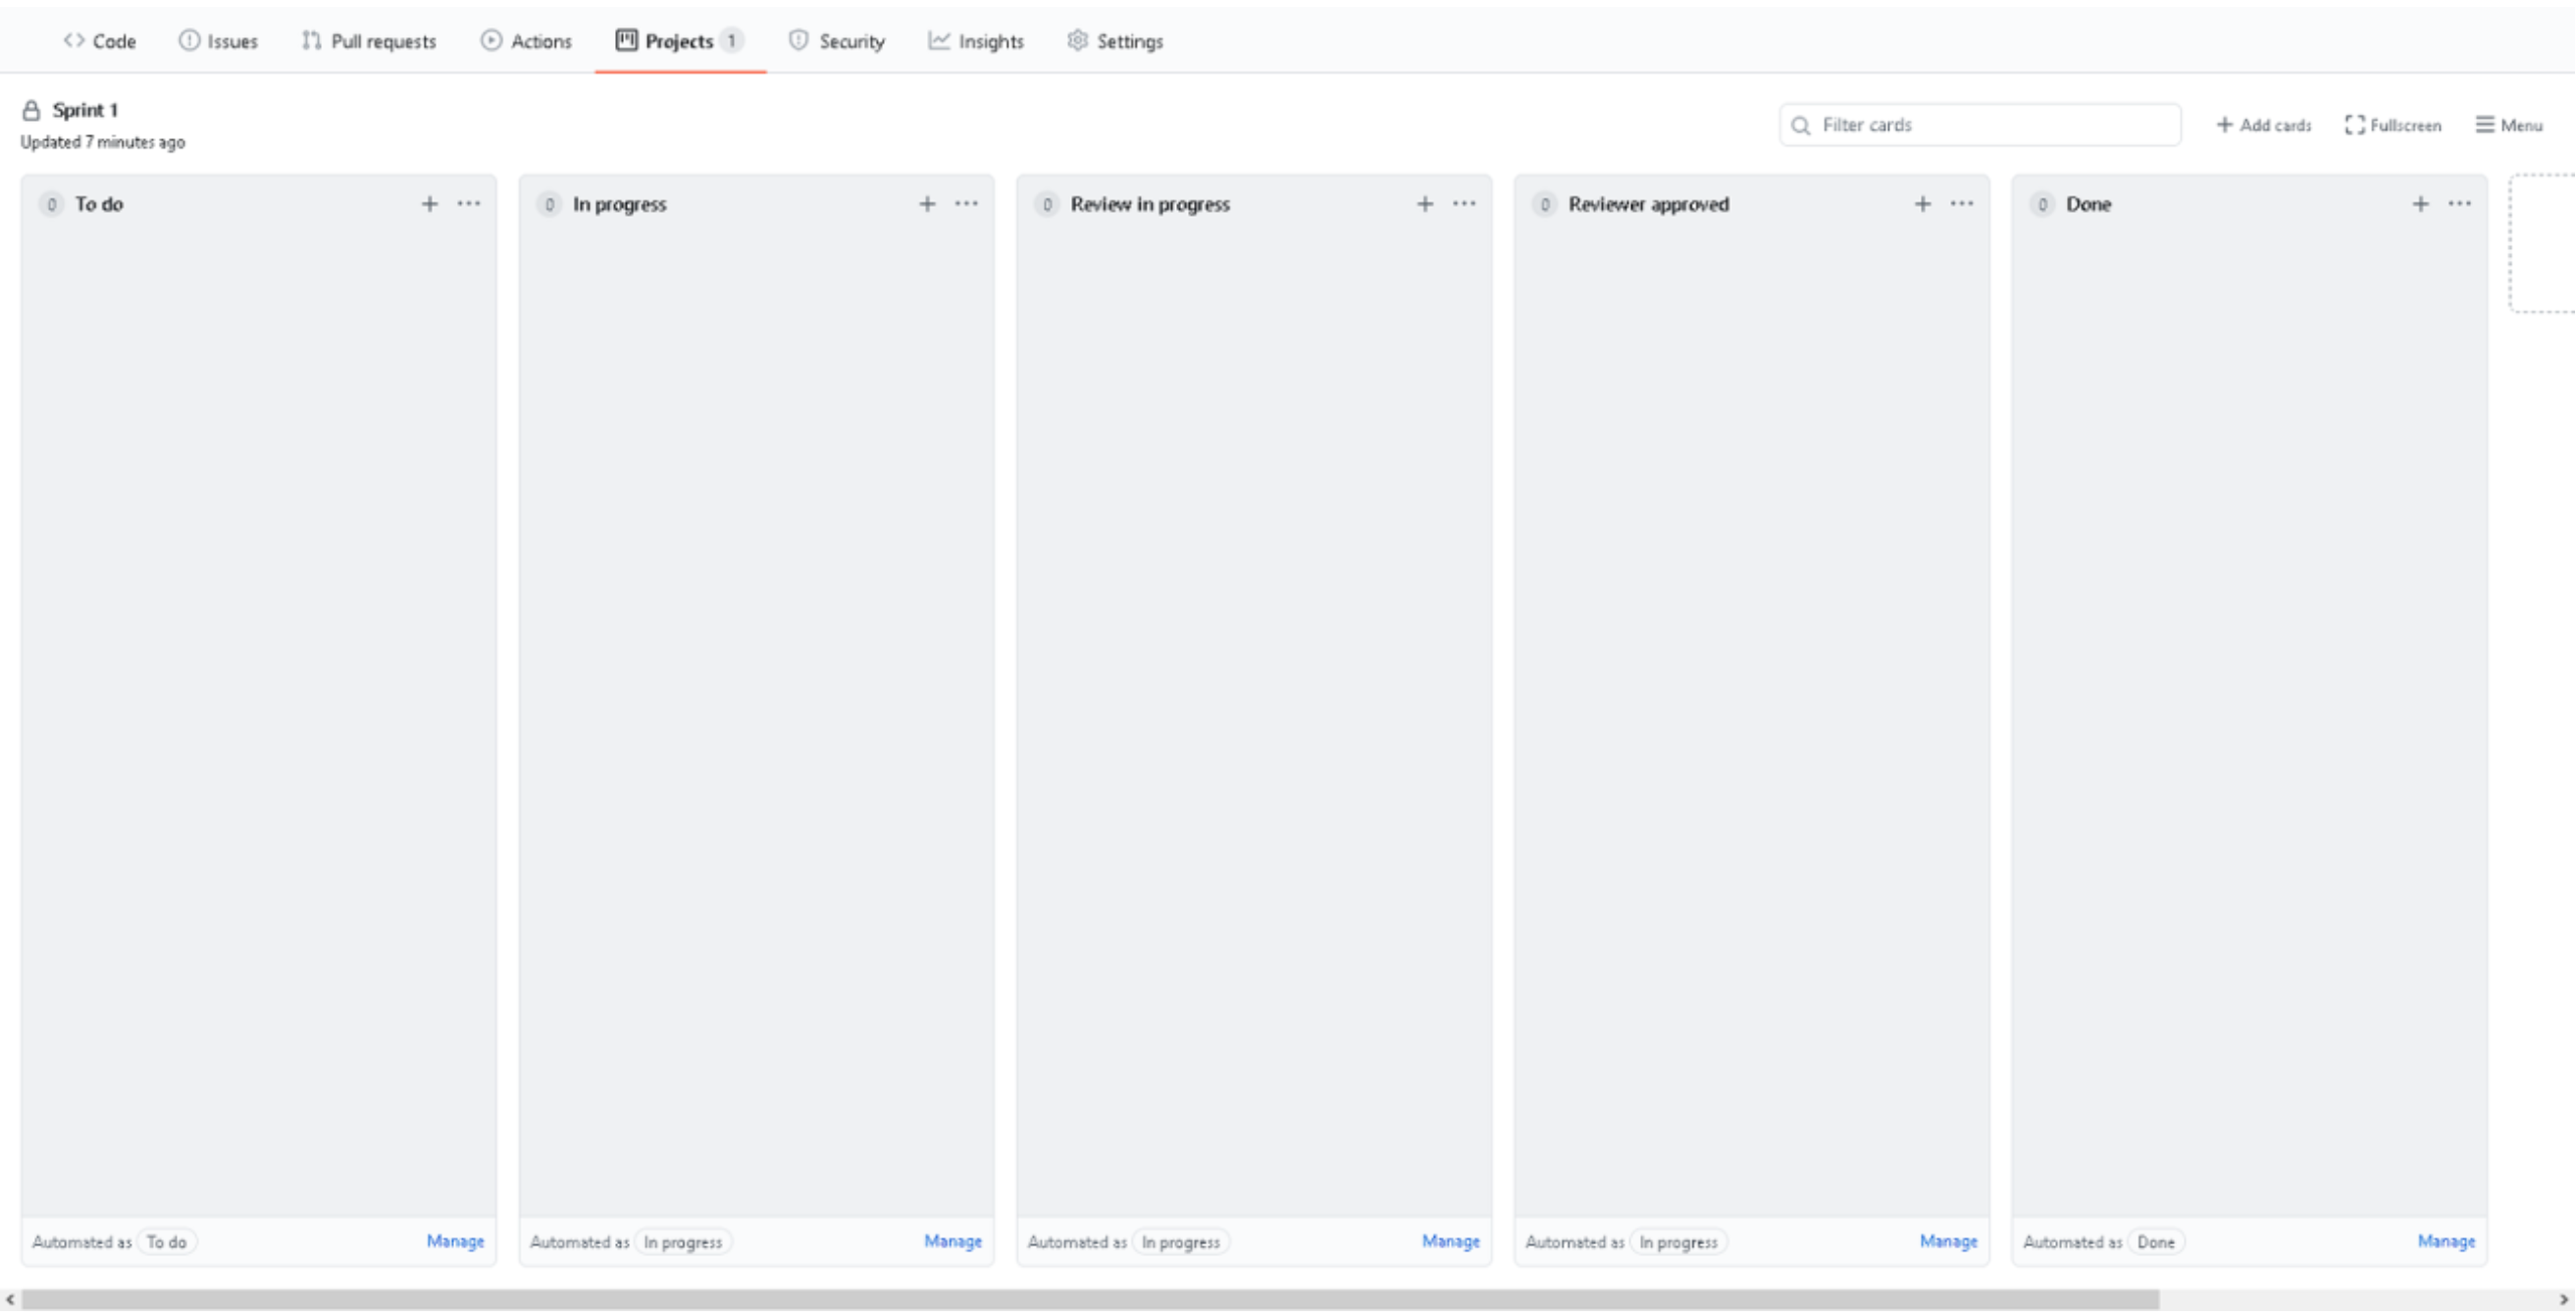 Code Issues Pull requests Actions Projects 1 Security Insights Settings
Sprint 1
Updated 7 minutes ago
Filter cards Add cards Fullscreen Menu
0 To do 0 In progress 0 Review in progress 0 Reviewer approved 0 Done
Automated as To do Manage Automated as In progress Manage Automated as In progress Manage Automated as In progress Manage Automated as Done Manage